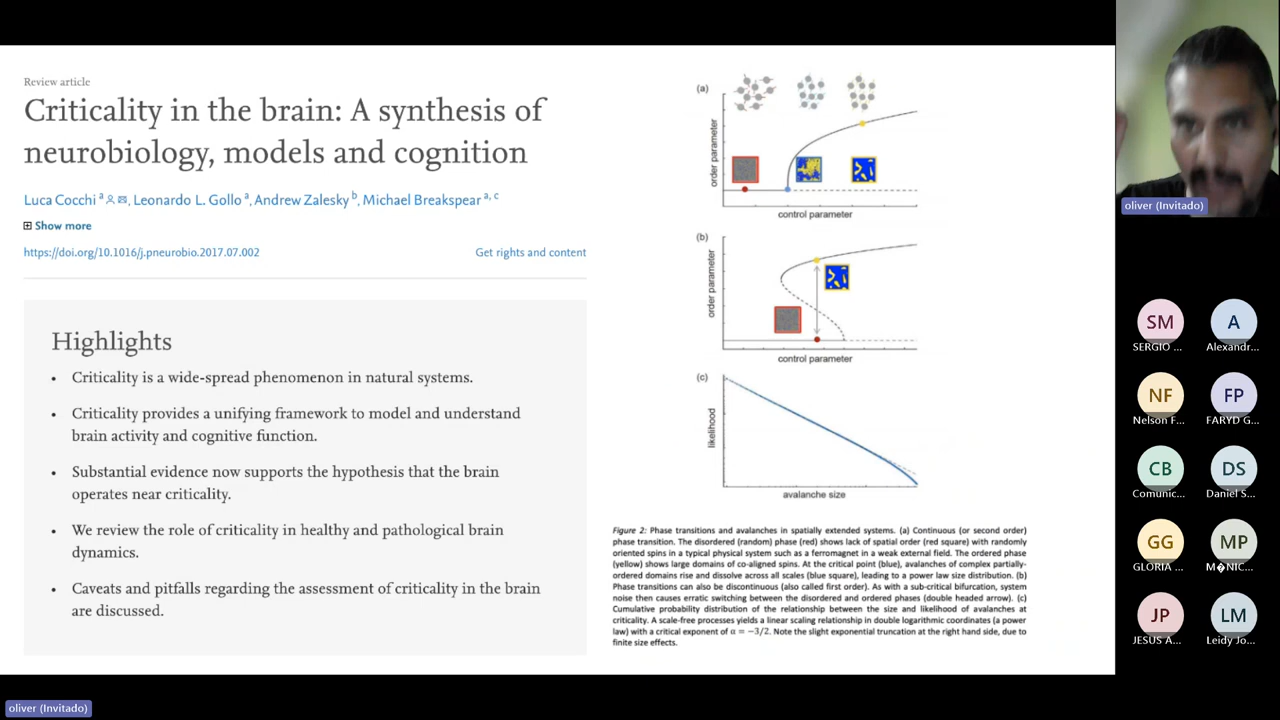 Review article
Criticality in the brain: A synthesis of
neurobiology, models and cognition
Luca Cocchi a, Leonardo L. Gollo a, Andrew Zalesky b, Michael Breakspear a, c
Show more
https://doi.org/10.1016/j.pneurobio.2017.07.002 Get rights and content
Highlights
• Criticality is a wide-spread phenomenon in natural systems.
• Criticality provides a unifying framework to model and understand
brain activity and cognitive function.
• Substantial evidence now supports the hypothesis that the brain
operates near criticality.
• We review the role of criticality in healthy and pathological brain
dynamics.
• Caveats and pitfalls regarding the assessment of criticality in the brain
are discussed.
(a)
order parameter
control parameter
(b)
order parameter
control parameter
(c)
likelihood
avalanche size
Figure 2: Phase transitions and avalanches in spatially extended systems. (a) Continuous (or second order)
phase transition. The disordered (random) phase (red) shows lack of spatial order (red square) with randomly
oriented spins in a typical physical system such as a ferromagnet in a weak external field. The ordered phase
(yellow) shows large domains of co-aligned spins. At the critical point (blue), avalanches of complex partially-
ordered domains rise and dissolve across all scales (blue square), leading to a power law size distribution. (b)
Phase transitions can also be discontinuous (also called first order). As with a sub-critical bifurcation, system
noise then causes erratic switching between the disordered and ordered phases (double headed arrow). (c)
Cumulative probability distribution of the relationship between the size and likelihood of avalanches at
criticality. A scale-free processes yields a linear scaling relationship in double logarithmic coordinates (a power
law) with a critical exponent of α = −3/2. Note the slight exponential truncation at the right hand side, due to
finite size effects.
oliver (Invitado)
SM
SERGIO ...
A
Alexandr...
NF
Nelson F...
FP
FARYD G...
CB
Comunic...
DS
Daniel S...
GG
GLORIA ...
MP
M�NIC...
JP
JESUS A...
LM
Leidy Jo...
oliver (Invitado)